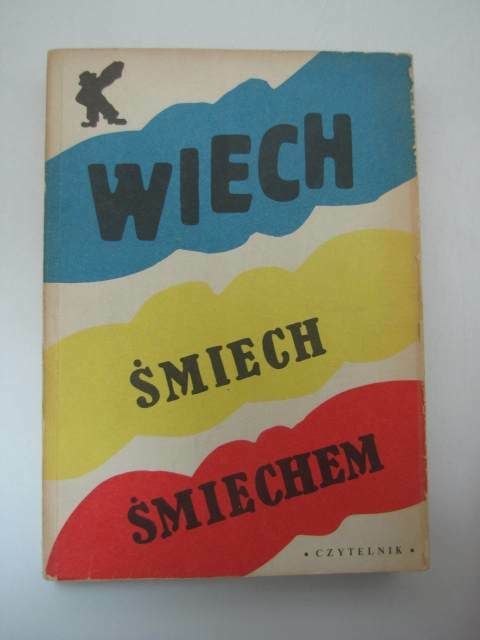 WIECH
ŚMIECH
ŚMIECHEM
• CZYTELNIK •